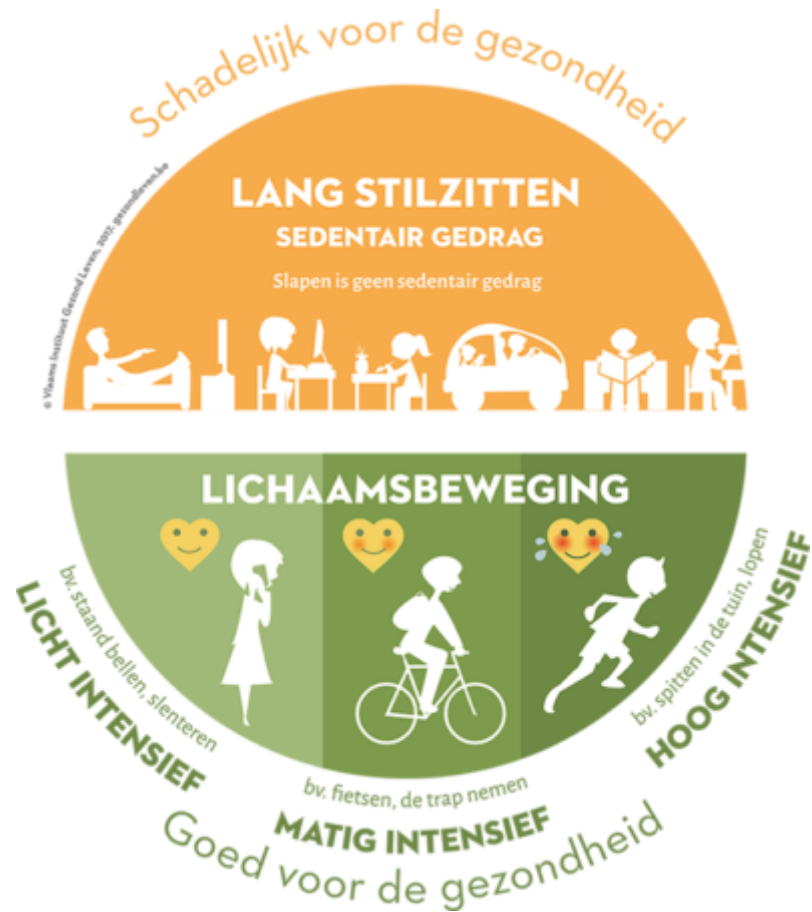 Schadelijk voor de gezondheid
© Vlaams Instituut Gezond Leven, 2017, gezondleven.be
LANG STILZITTEN
SEDENTAIR GEDRAG
Slapen is geen sedentair gedrag
LICHAAMSBEWEGING
bv. staand bellen, slenteren
LICHT INTENSIEF
bv. fietsen, de trap nemen
MATIG INTENSIEF
bv. spitten in de tuin, lopen
HOOG INTENSIEF
Goed voor de gezondheid